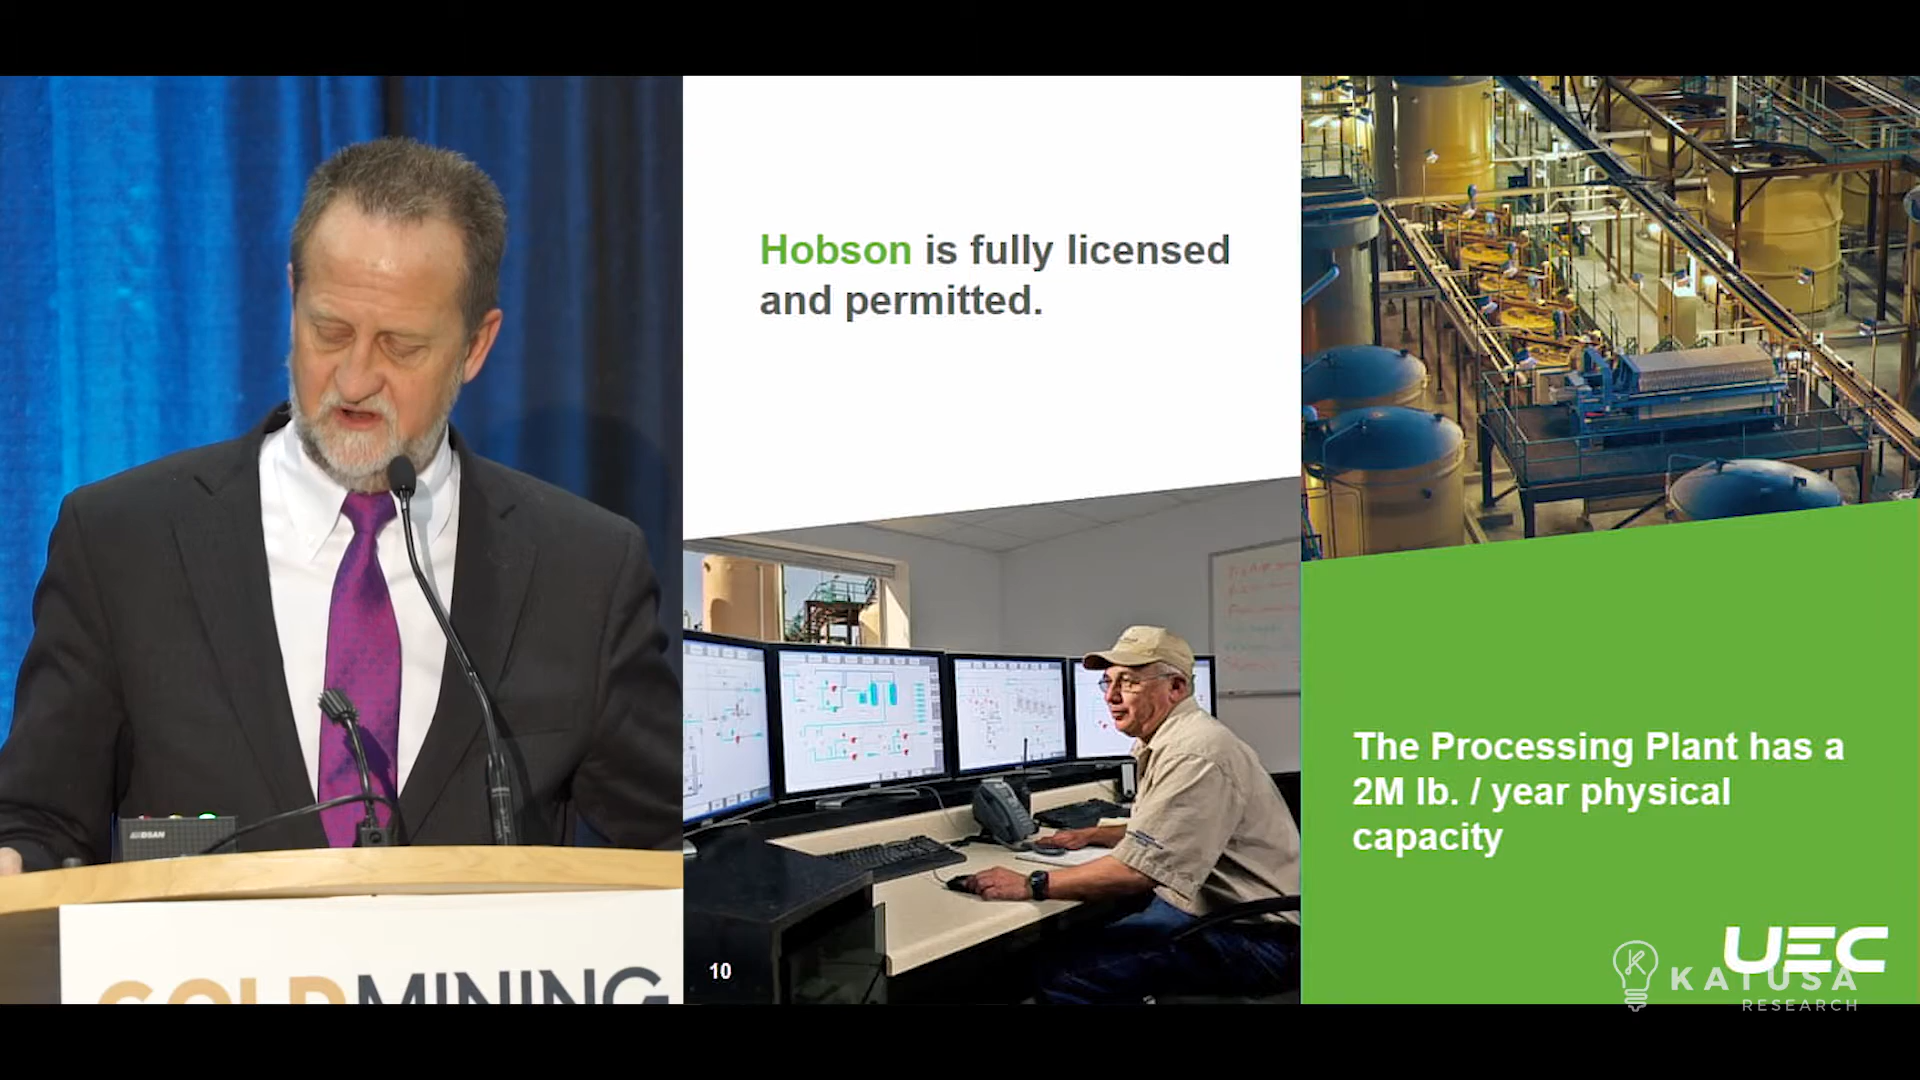 Hobson is fully licensed
and permitted.
The Processing Plant has a
2M lb. / year physical
capacity
10
UEC
KATUSA
RESEARCH
GOLDMINING